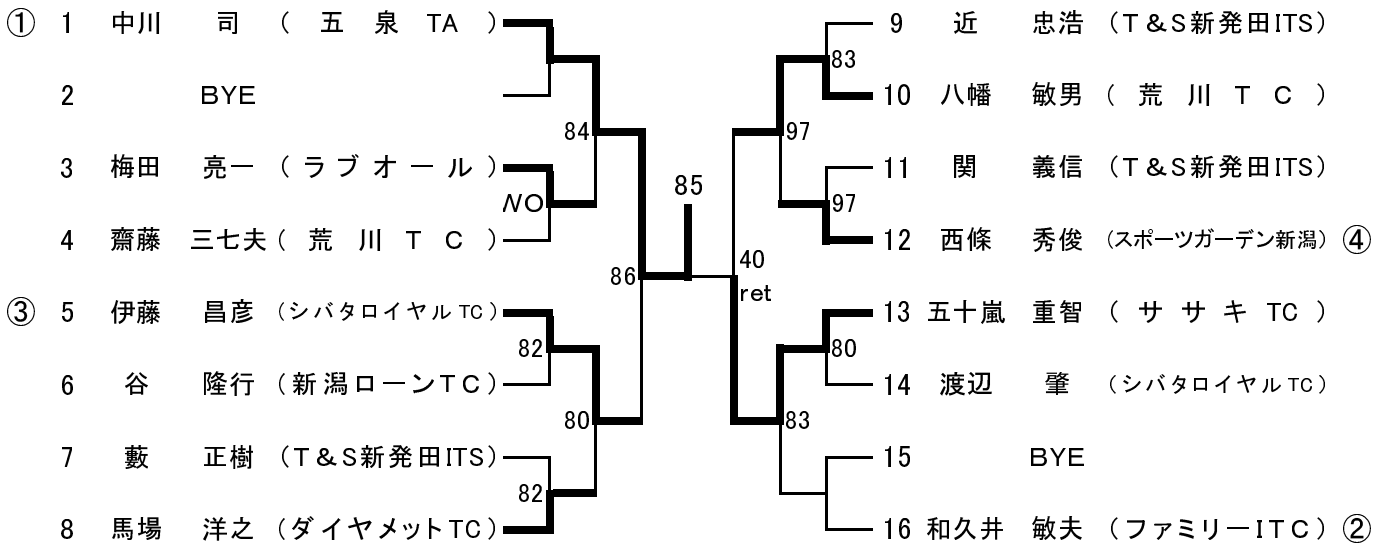 ① 1 中川 司 ( 五 泉 TA )
2 BYE
84
3 梅田 亮一 ( ラブオール )
WO
4 齋藤 三七夫 ( 荒 川 T C )
86
③ 5 伊藤 昌彦 (シバタロイヤルTC)
82
6 谷 隆行 (新潟ローンTC)
80
7 藪 正樹 (T&S新発田ITS)
82
8 馬場 洋之 (ダイヤメットTC)
85
40
ret
9 近 忠浩 (T&S新発田ITS)
83
10 八幡 敏男 ( 荒 川 T C )
97
11 関 義信 (T&S新発田ITS)
97
12 西條 秀俊 (スポーツガーデン新潟) ④
13 五十嵐 重智 ( ササキ TC )
80
14 渡辺 肇 (シバタロイヤルTC)
83
15 BYE
16 和久井 敏夫 (ファミリーITC) ②